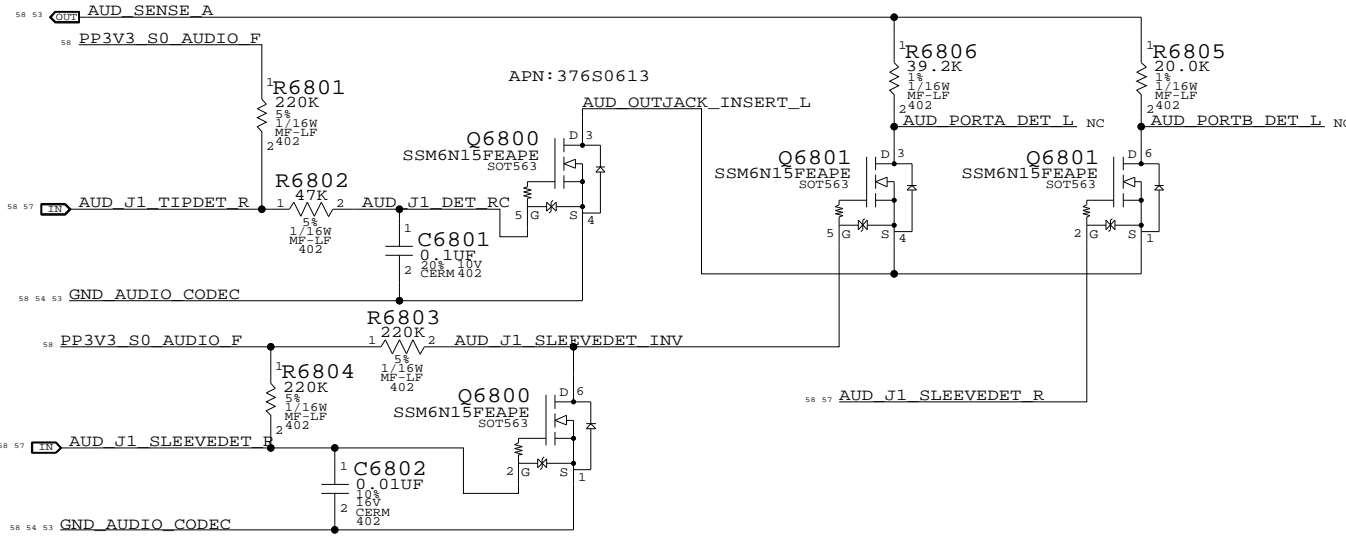 58 53 OUT AUD_SENSE_A
58 PP3V3_S0_AUDIO_F
1
R6801
220K
5%
1/16W
MF-LF
402
2
APN:376S0613
AUD_OUTJACK_INSERT_L
Q6800
SSM6N15FEAPE
SOT563
D 3
5 G S 4
R6802
47K
1 2
5%
1/16W
MF-LF
402
58 57 IN AUD_J1_TIPDET_R
AUD_J1_DET_RC
1
C6801
0.1UF
20% 10V
CERM 402
2
58 54 53 GND_AUDIO_CODEC
1
R6806
39.2K
1%
1/16W
MF-LF
402
2
AUD_PORTA_DET_L NC
1
R6805
20.0K
1%
1/16W
MF-LF
402
2
AUD_PORTB_DET_L
Q6801
SSM6N15FEAPE
SOT563
D 3
5 G S 4
Q6801
SSM6N15FEAPE
SOT563
D 6
2 G S 1
R6803
220K
1 2
5%
1/16W
MF-LF
402
58 PP3V3_S0_AUDIO_F
AUD_J1_SLEEVEDET_INV
1
R6804
220K
5%
1/16W
MF-LF
402
2
Q6800
SSM6N15FEAPE
SOT563
D 6
2 G S 1
58 57 AUD_J1_SLEEVEDET_R
58 57 IN AUD_J1_SLEEVEDET_R
1
C6802
0.01UF
10%
16V
CERM
402
2
58 54 53 GND_AUDIO_CODEC